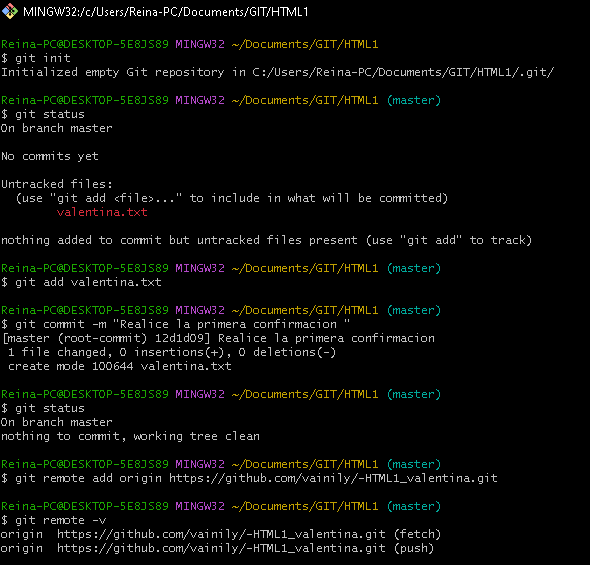 MINGW32:/c/Users/Reina-PC/Documents/GIT/HTML1
Reina-PC@DESKTOP-5E8JS89 MINGW32 ~/Documents/GIT/HTML1
$ git init
Initialized empty Git repository in C:/Users/Reina-PC/Documents/GIT/HTML1/.git/
Reina-PC@DESKTOP-5E8JS89 MINGW32 ~/Documents/GIT/HTML1 (master)
$ git status
On branch master
No commits yet
Untracked files:
(use "git add <file>..." to include in what will be committed)
valentina.txt
nothing added to commit but untracked files present (use "git add" to track)
Reina-PC@DESKTOP-5E8JS89 MINGW32 ~/Documents/GIT/HTML1 (master)
$ git add valentina.txt
Reina-PC@DESKTOP-5E8JS89 MINGW32 ~/Documents/GIT/HTML1 (master)
$ git commit -m "Realice la primera confirmacion "
[master (root-commit) 12d1d09] Realice la primera confirmacion
1 file changed, 0 insertions(+), 0 deletions(-)
create mode 100644 valentina.txt
Reina-PC@DESKTOP-5E8JS89 MINGW32 ~/Documents/GIT/HTML1 (master)
$ git status
On branch master
nothing to commit, working tree clean
Reina-PC@DESKTOP-5E8JS89 MINGW32 ~/Documents/GIT/HTML1 (master)
$ git remote add origin https://github.com/vainily/-HTML1_valentina.git
Reina-PC@DESKTOP-5E8JS89 MINGW32 ~/Documents/GIT/HTML1 (master)
$ git remote -v
origin  https://github.com/vainily/-HTML1_valentina.git (fetch)
origin  https://github.com/vainily/-HTML1_valentina.git (push)